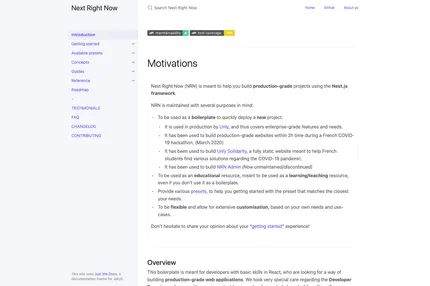 Next Right Now
Search Next Right Now
Home
Github
About us
Introduction
Getting started
Available presets
Concepts
Guides
Reference
Roadmap
-
TESTIMONIALS
FAQ
CHANGELOG
CONTRIBUTING
This site uses Just the Docs, a
documentation theme for Jekyll.
maintainability A
test coverage
Motivations
Next Right Now (NRN) is meant to help you build production-grade projects using the Next.js
framework.
NRN is maintained with several purposes in mind:
To be used as a boilerplate to quickly deploy a new project.
It is used in production by Unly, and thus covers enterprise-grade features and needs.
It has been used to build production-grade websites within 2h time during a French COVID-
19 hackathon. (March 2020)
It has been used to build Unly Solidarity, a fully static website meant to help French
students find various solutions regarding the COVID-19 pandemic.
It has been used to build NRN Admin (Now unmaintained/discontinued)
To be used as an educational resource, meant to be used as a learning/teaching resource,
even if you don't use it as a boilerplate.
Provide various presets, to help you getting started with the preset that matches the closest
your needs.
To be flexible and allow for extensive customisation, based on your own needs and use-
cases.
Don't hesitate to share your opinion about your "getting started" experience!
Overview
This boilerplate is meant for developers with basic skills in React, who are looking for a way of
building production-grade web applications. We took very special care regarding the Developer